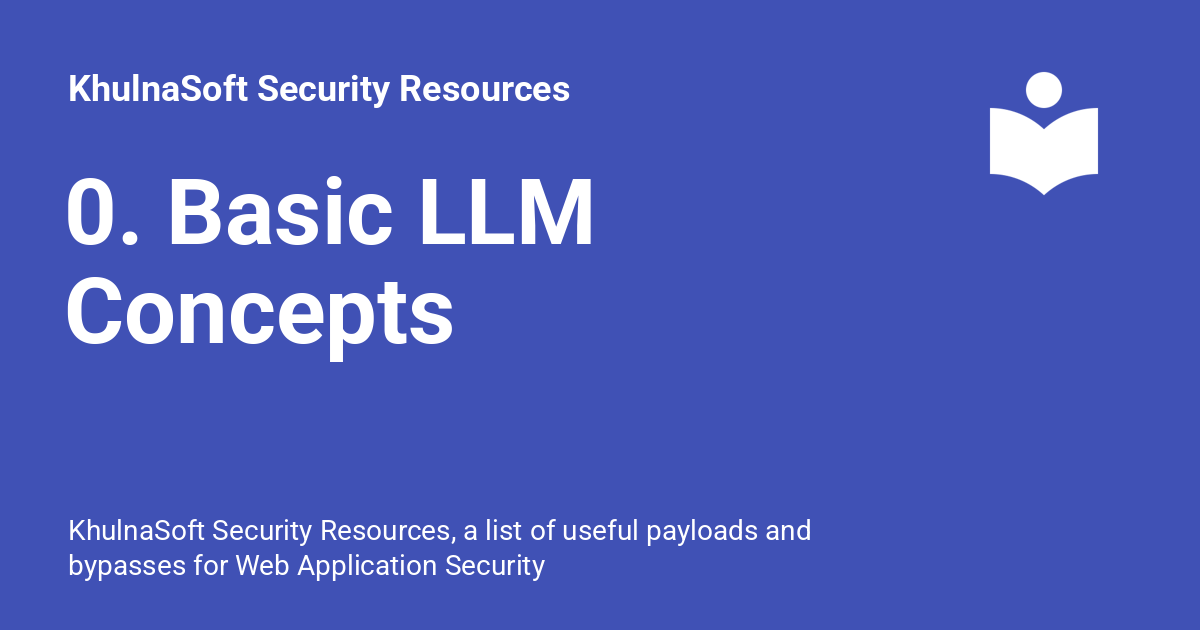 KhulnaSoft Security Resources
0. Basic LLM
Concepts
KhulnaSoft Security Resources, a list of useful payloads and
bypasses for Web Application Security